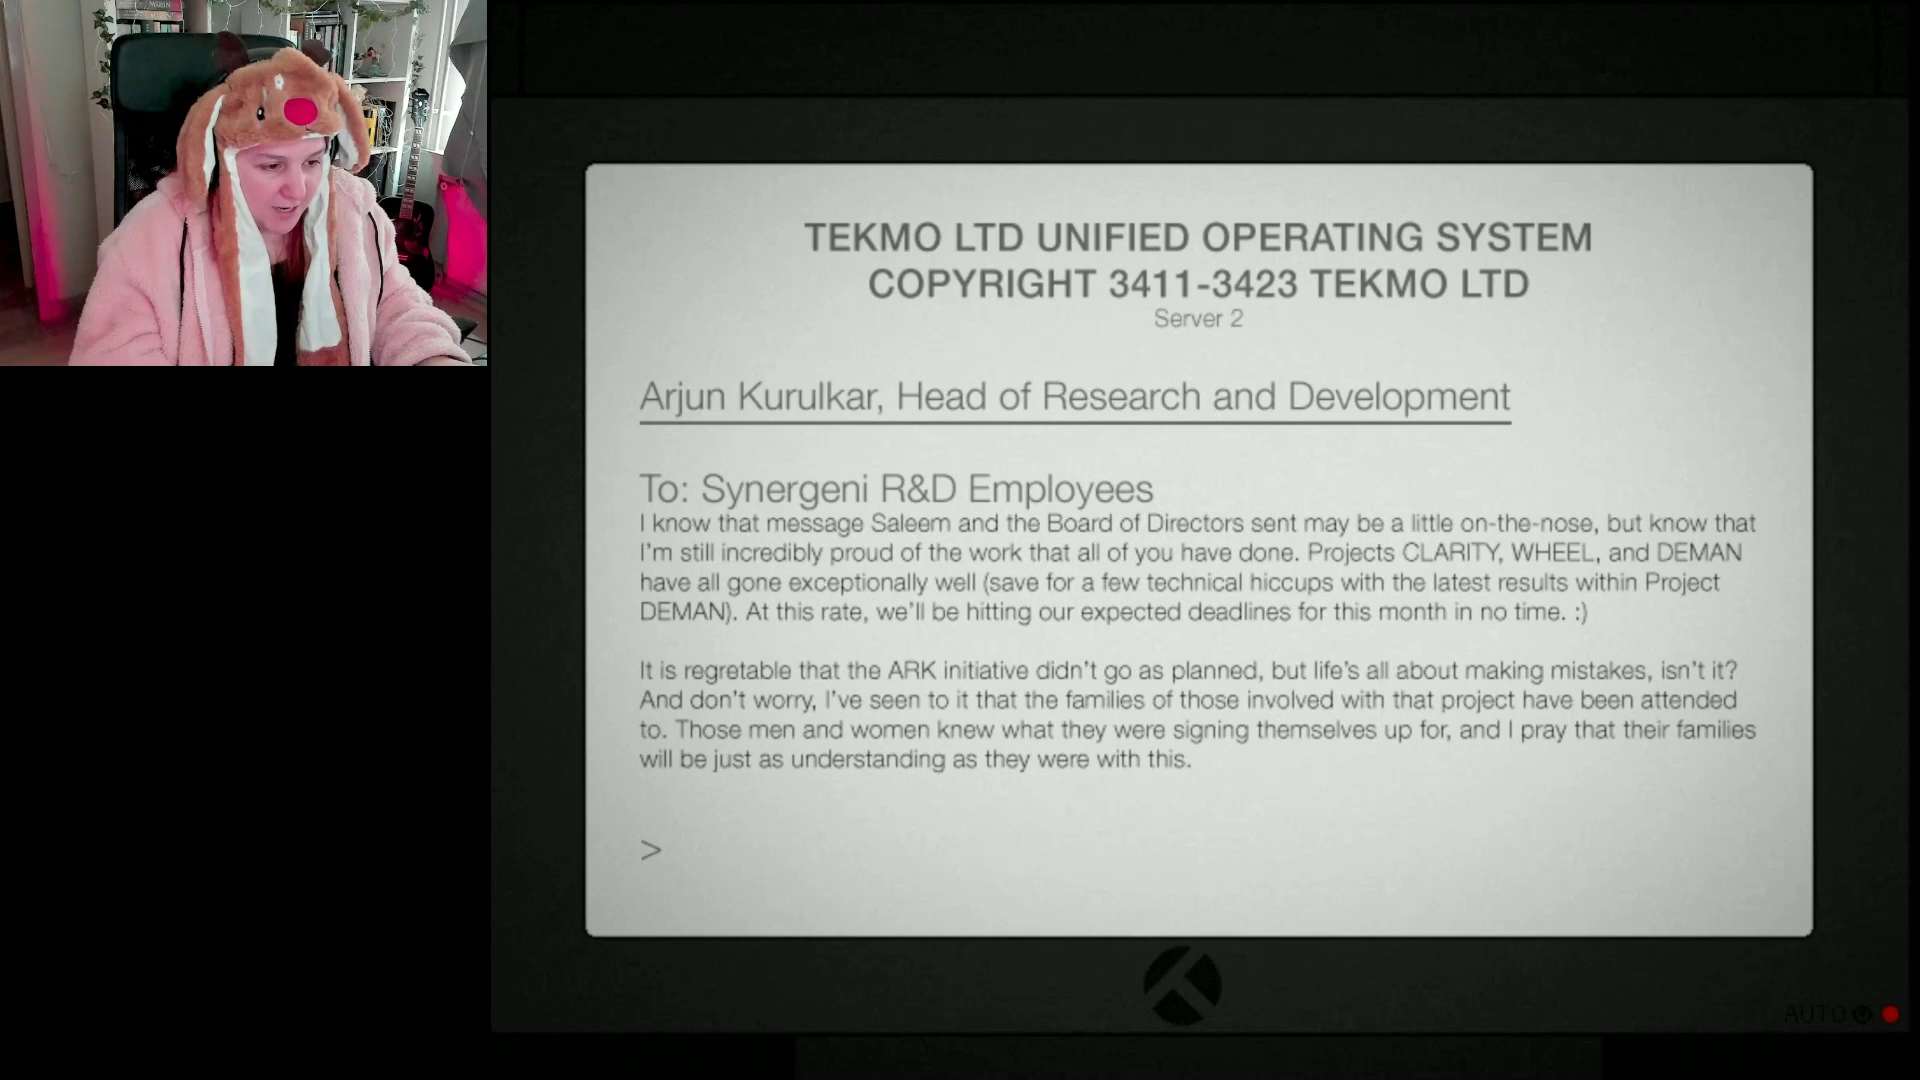 TEKMO LTD UNIFIED OPERATING SYSTEM
COPYRIGHT 3411-3423 TEKMO LTD
Server 2
Arjun Kurulkar, Head of Research and Development
To: Synergeni R&D Employees
I know that message Saleem and the Board of Directors sent may be a little on-the-nose, but know that
I'm still incredibly proud of the work that all of you have done. Projects CLARITY, WHEEL, and DEMAN
have all gone exceptionally well (save for a few technical hiccups with the latest results within Project
DEMAN). At this rate, we'll be hitting our expected deadlines for this month in no time. :)
It is regretable that the ARK initiative didn't go as planned, but life's all about making mistakes, isn't it?
And don't worry, I've seen to it that the families of those involved with that project have been attended
to. Those men and women knew what they were signing themselves up for, and I pray that their families
will be just as understanding as they were with this.
>
AUTO